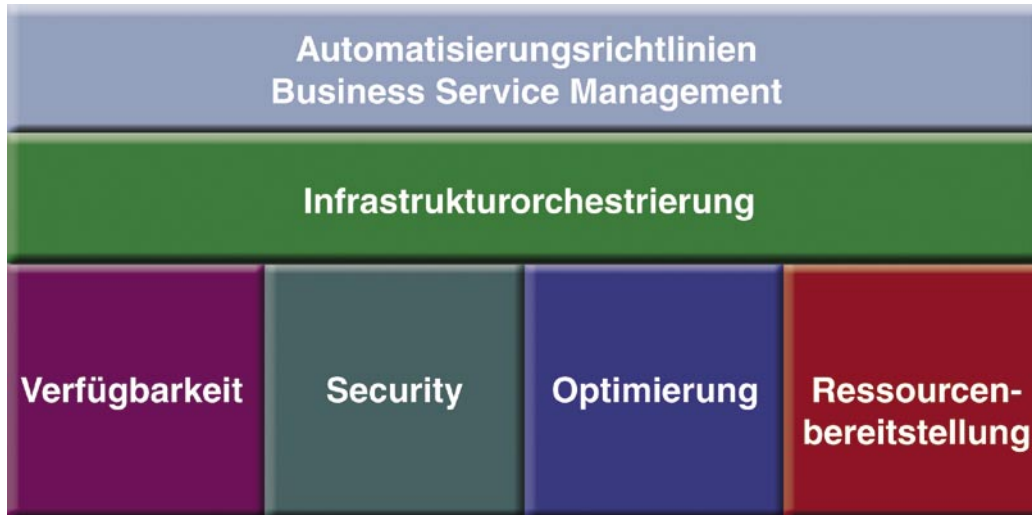 Automatisierungsrichtlinien
Business Service Management
Infrastrukturorchestrierung
Verfügbarkeit
Security
Optimierung
Ressourcen-
bereitstellung